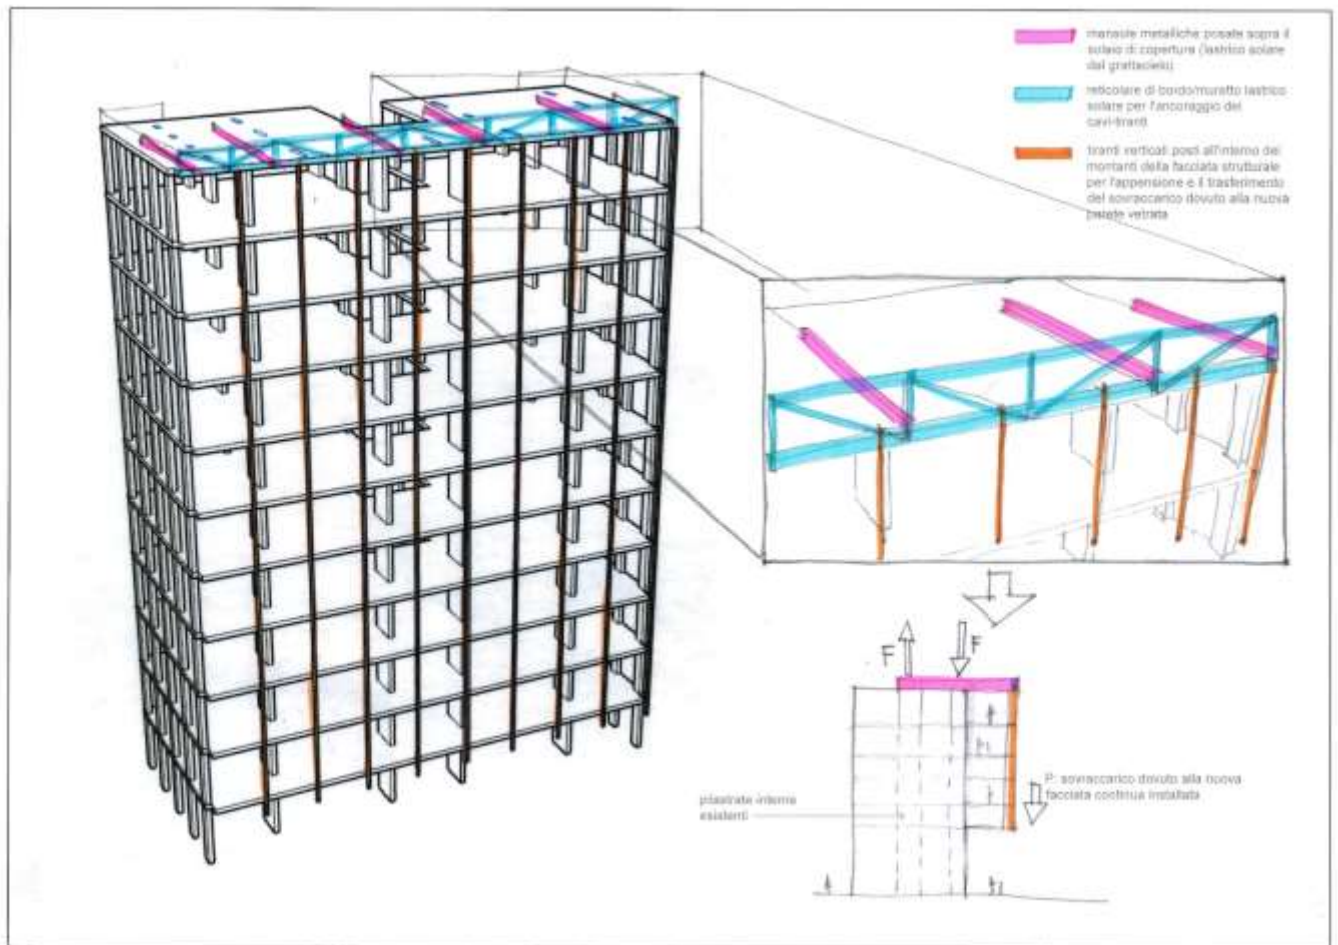 mensole metalliche posate sopra il
solaio di copertura (lastrico solare
del grattacielo)
reticolare di bordo/muretto lastrico
solare per l'ancoraggio dei
cavi-tiranti
tiranti verticali posti all'interno dei
montanti della facciata strutturale
per l'appensione e il trasferimento
del sovraccarico dovuto alla nuova
parete vetrata
F
F
P: sovraccarico dovuto alla nuova
facciata continua installata
pilastrate interne
esistenti